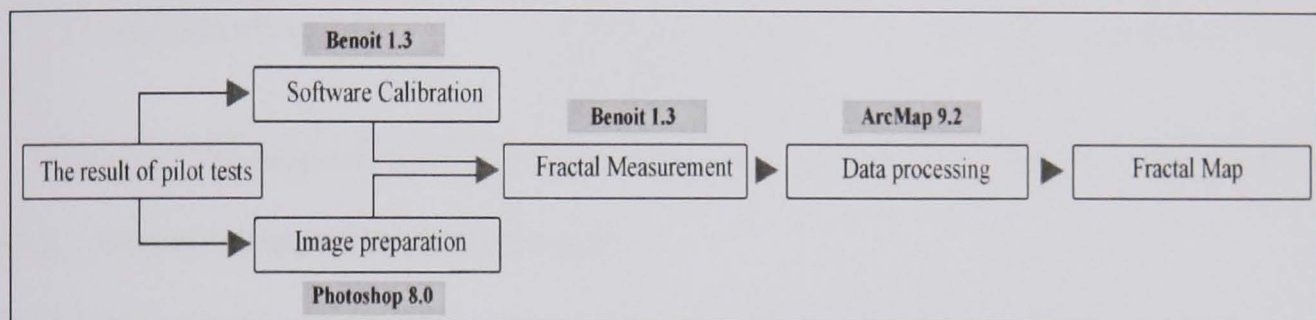 Benoit 1.3
Software Calibration
The result of pilot tests
Image preparation
Photoshop 8.0
Benoit 1.3
Fractal Measurement
ArcMap 9.2
Data processing
Fractal Map